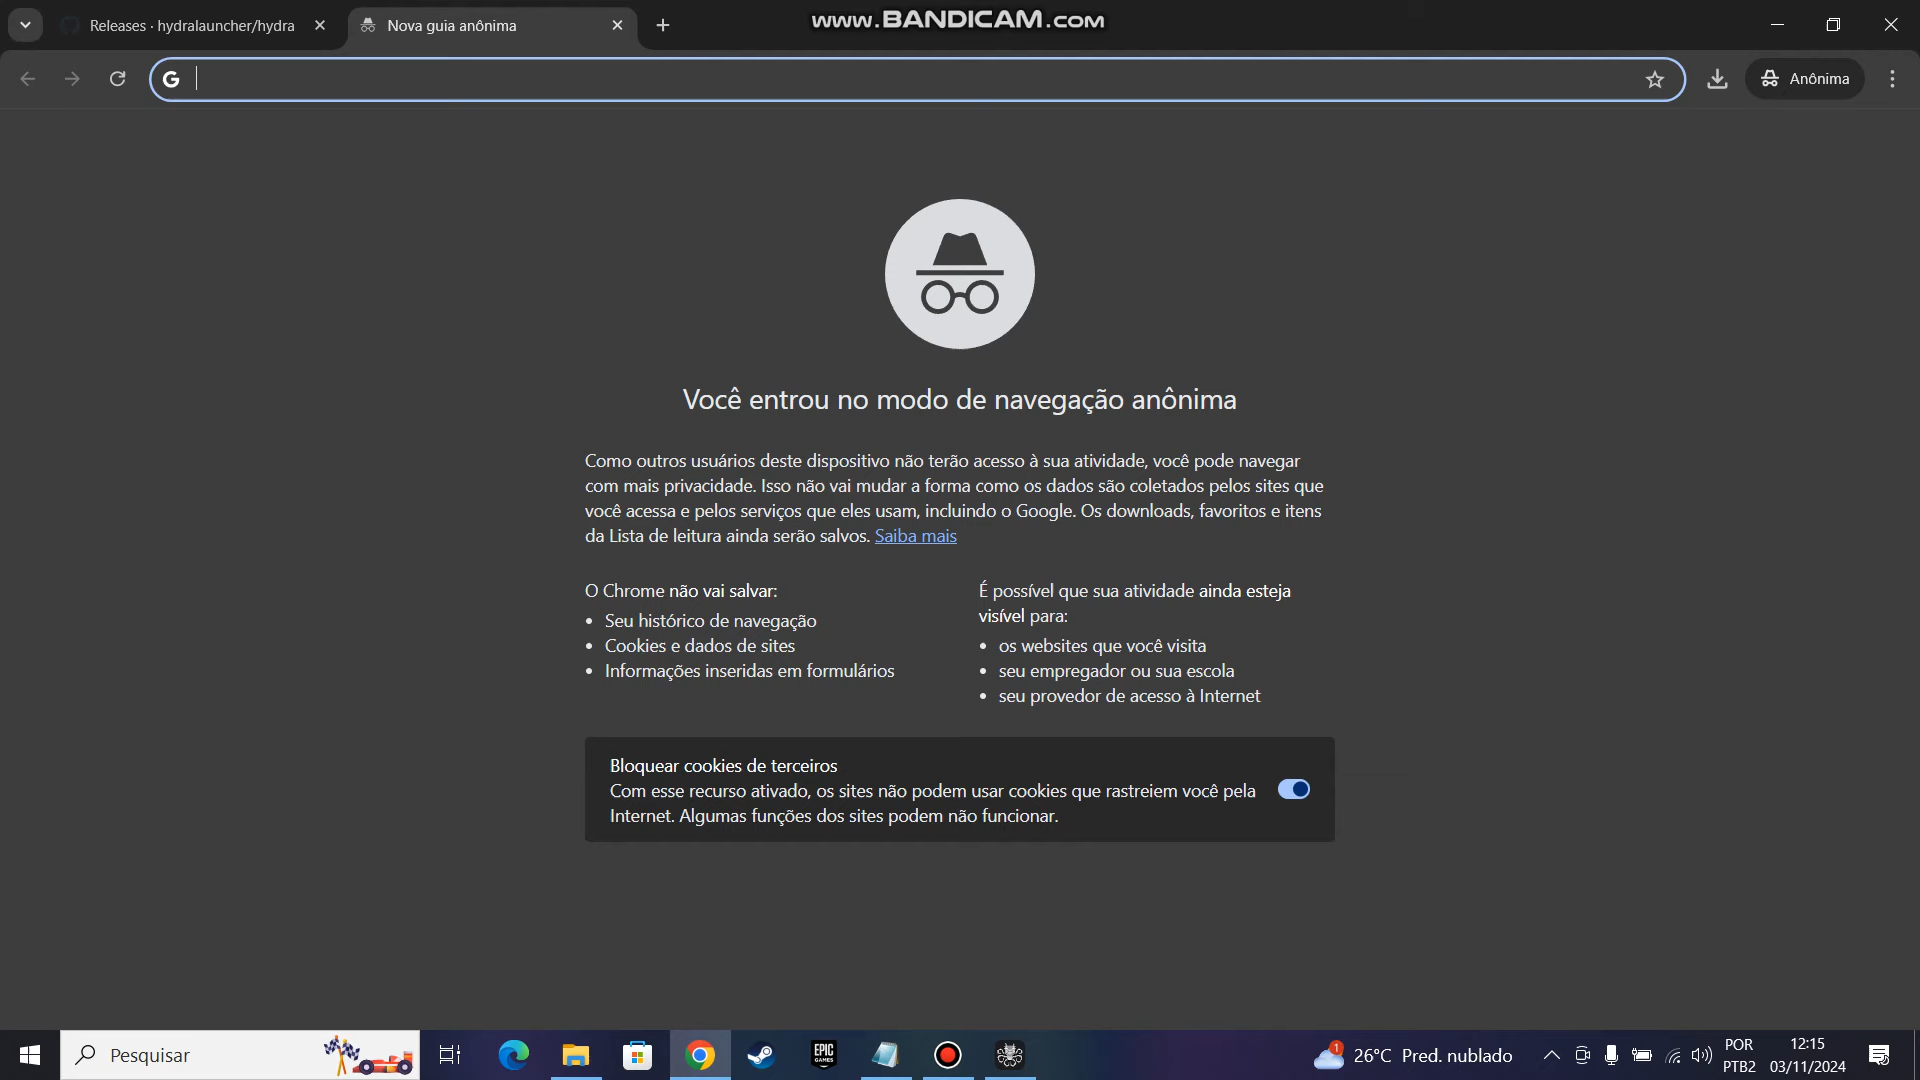 Releases · hydralauncher/hydra
Nova guia anônima
www.BANDICAM.com
Anônima
Você entrou no modo de navegação anônima
Como outros usuários deste dispositivo não terão acesso à sua atividade, você pode navegar
com mais privacidade. Isso não vai mudar a forma como os dados são coletados pelos sites que
você acessa e pelos serviços que eles usam, incluindo o Google. Os downloads, favoritos e itens
da Lista de leitura ainda serão salvos. Saiba mais
O Chrome não vai salvar:
• Seu histórico de navegação
• Cookies e dados de sites
• Informações inseridas em formulários
É possível que sua atividade ainda esteja
visível para:
• os websites que você visita
• seu empregador ou sua escola
• seu provedor de acesso à Internet
Bloquear cookies de terceiros
Com esse recurso ativado, os sites não podem usar cookies que rastreiem você pela
Internet. Algumas funções dos sites podem não funcionar.
Pesquisar
EPIC
GAMES
1
26°C Pred. nublado
POR
PTB2
12:15
03/11/2024